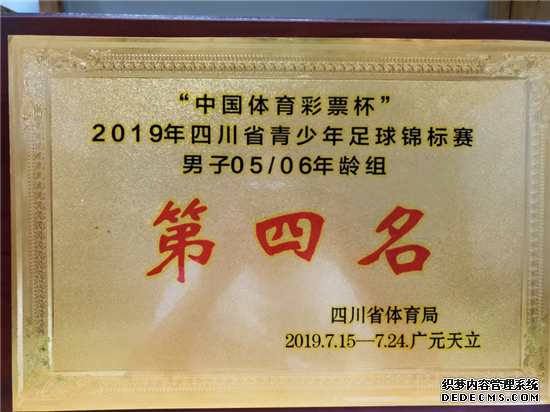 “中国体育彩票杯”
2019年四川省青少年足球锦标赛
男子05/06年龄组
第四名
四川省体育局
2019.7.15—7.24.广元天立
织梦内容管理系统
DEDECMS.COM